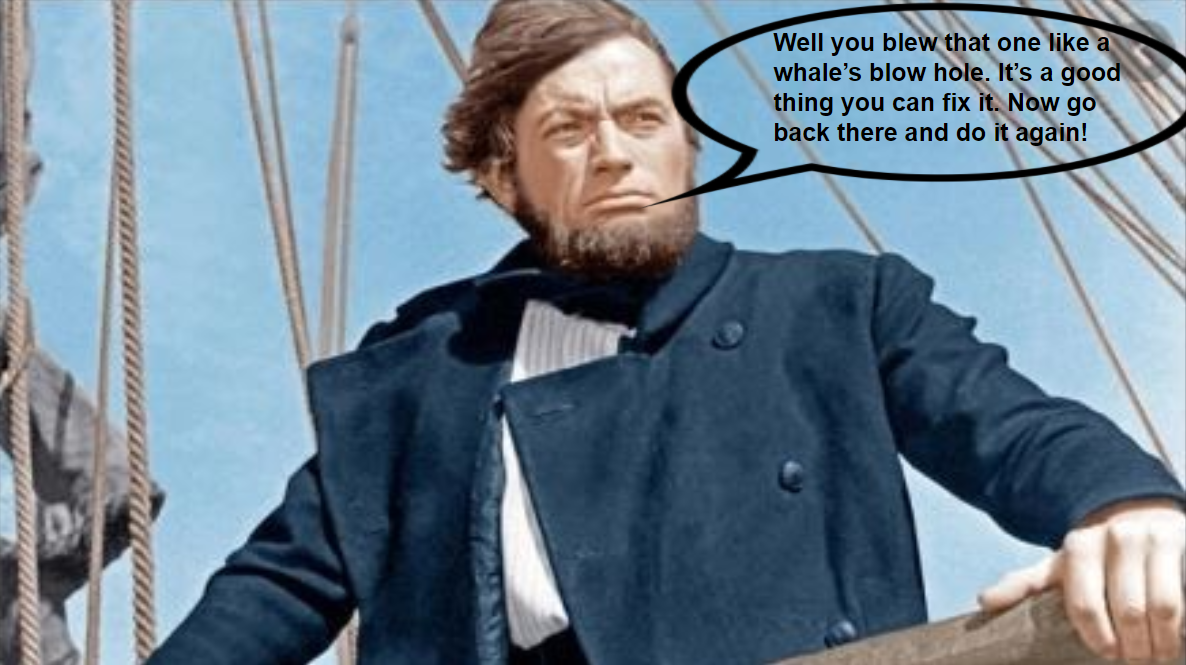 Well you blew that one like a
whale’s blow hole. It’s a good
thing you can fix it. Now go
back there and do it again!